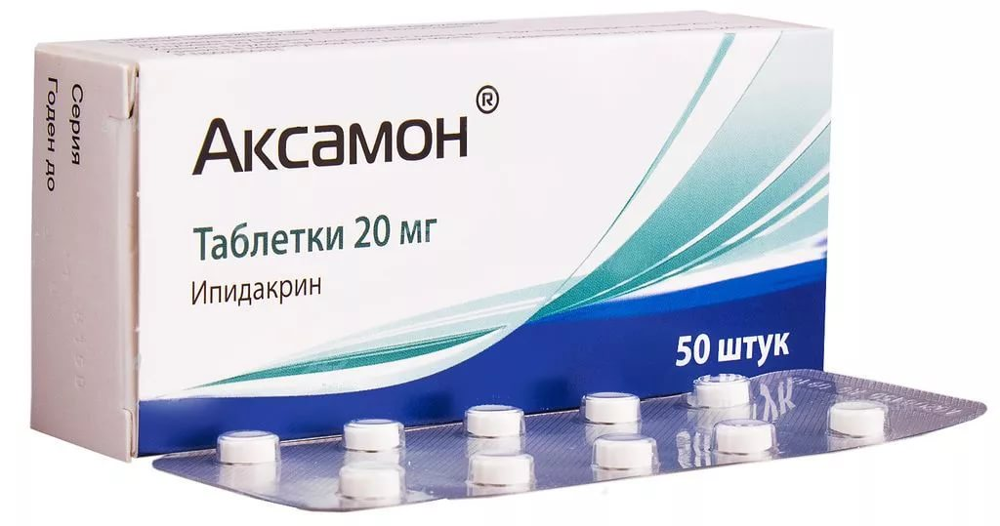 Серия
Годен до
Аксамон®
Таблетки 20 мг
Ипидакрин
50 штук